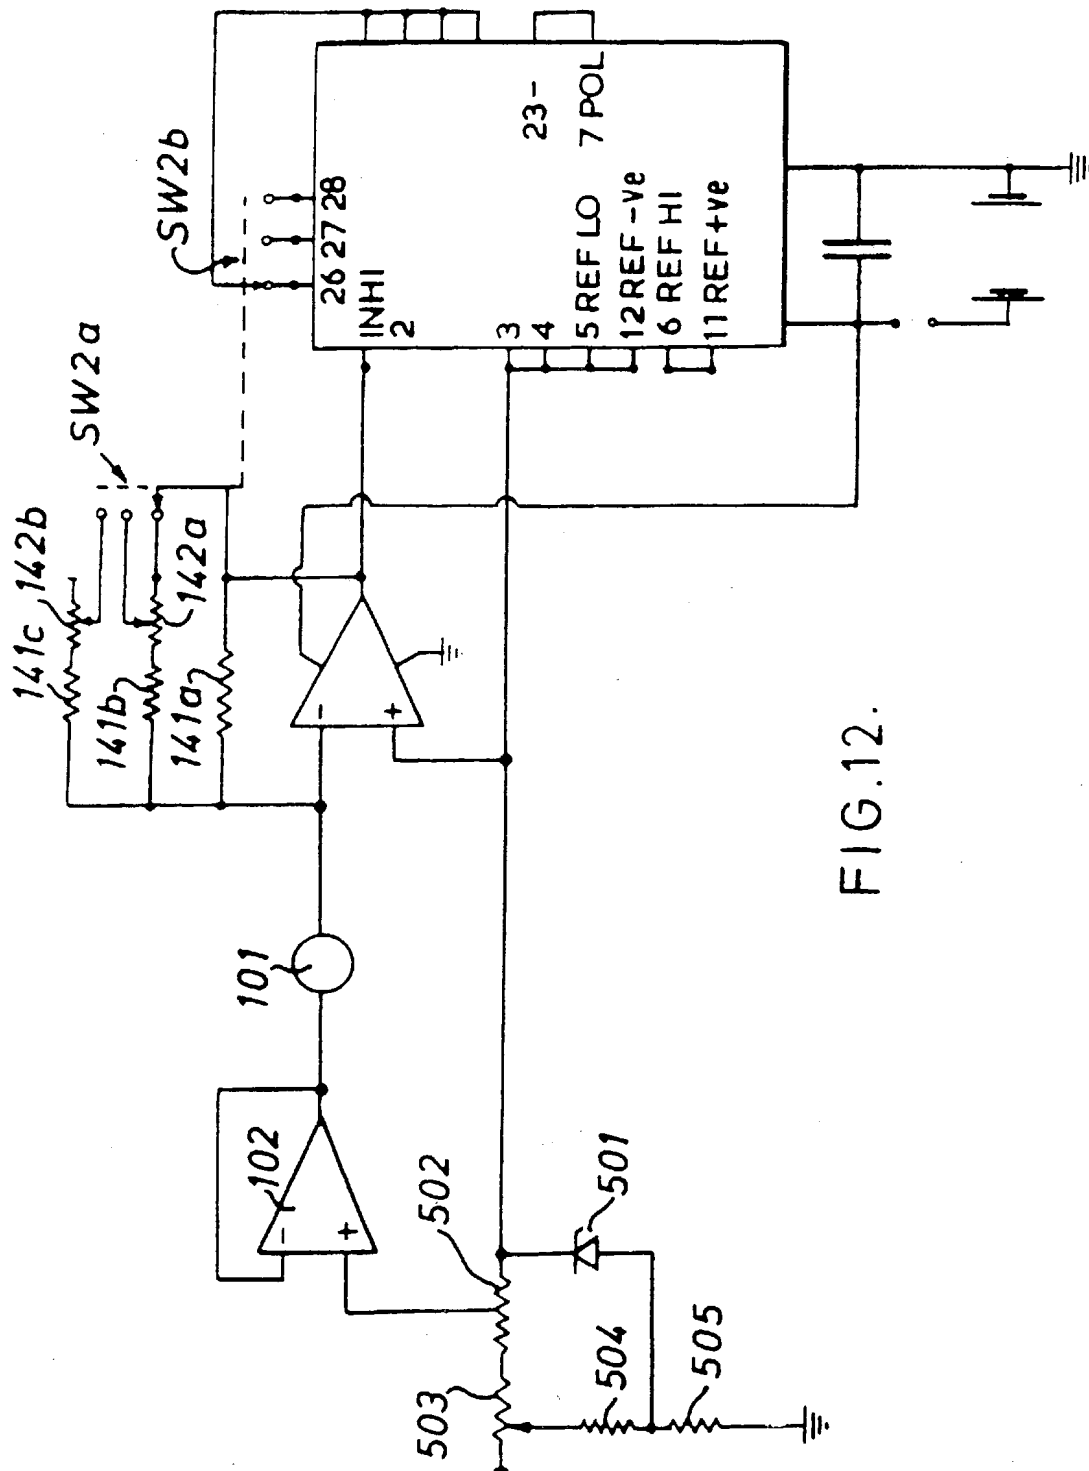 SW2b
SW2a
141c
142b
141b
142a
141a
26
27
28
INHI
2
3
4
5 REF LO
12 REF -Ve
6 REF HI
11 REF +ve
23-
7 POL
-
+
101
102
-
+
502
501
503
504
505
FIG.12.